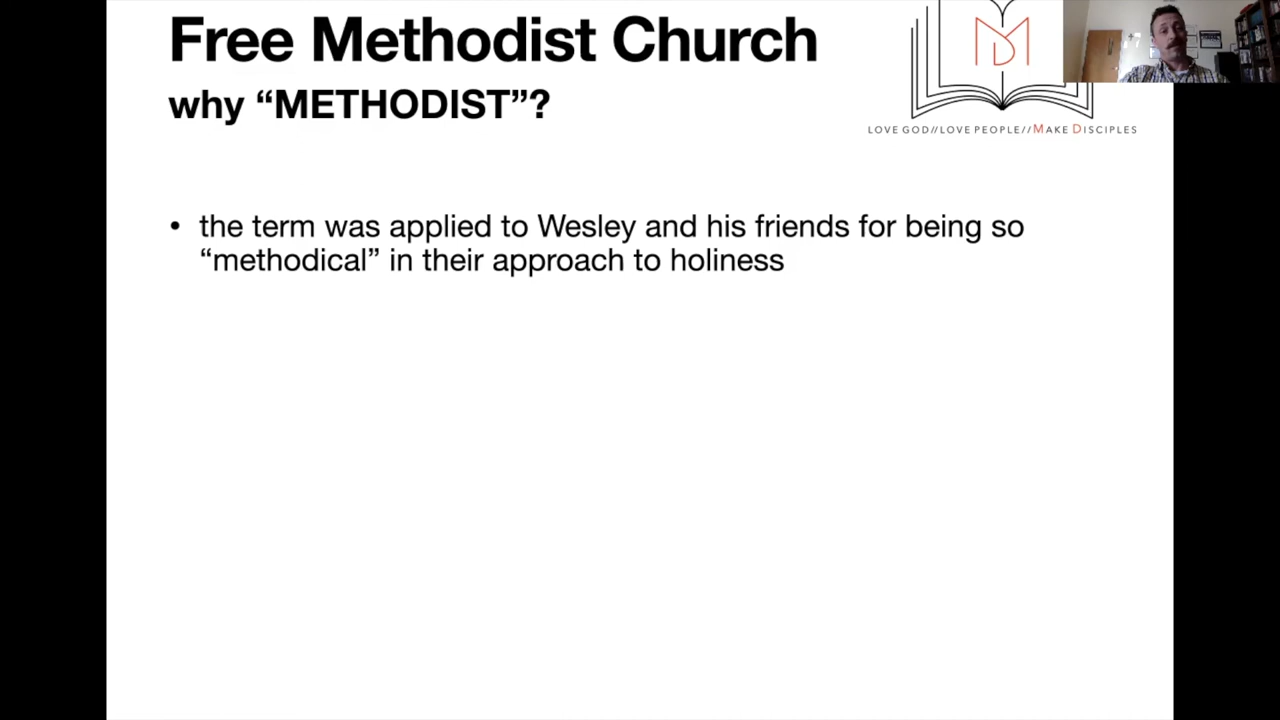 Free Methodist Church
why “METHODIST”?
MD
LOVE GOD//LOVE PEOPLE//MAKE DISCIPLES
• the term was applied to Wesley and his friends for being so
“methodical” in their approach to holiness